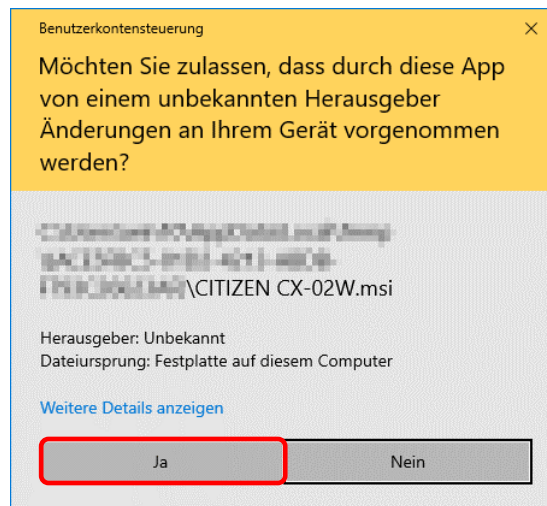 Benutzerkontensteuerung
Möchten Sie zulassen, dass durch diese App
von einem unbekannten Herausgeber
Änderungen an Ihrem Gerät vorgenommen
werden?
\CITIZEN CX-02W.msi
Herausgeber: Unbekannt
Dateiursprung: Festplatte auf diesem Computer
Weitere Details anzeigen
Ja Nein